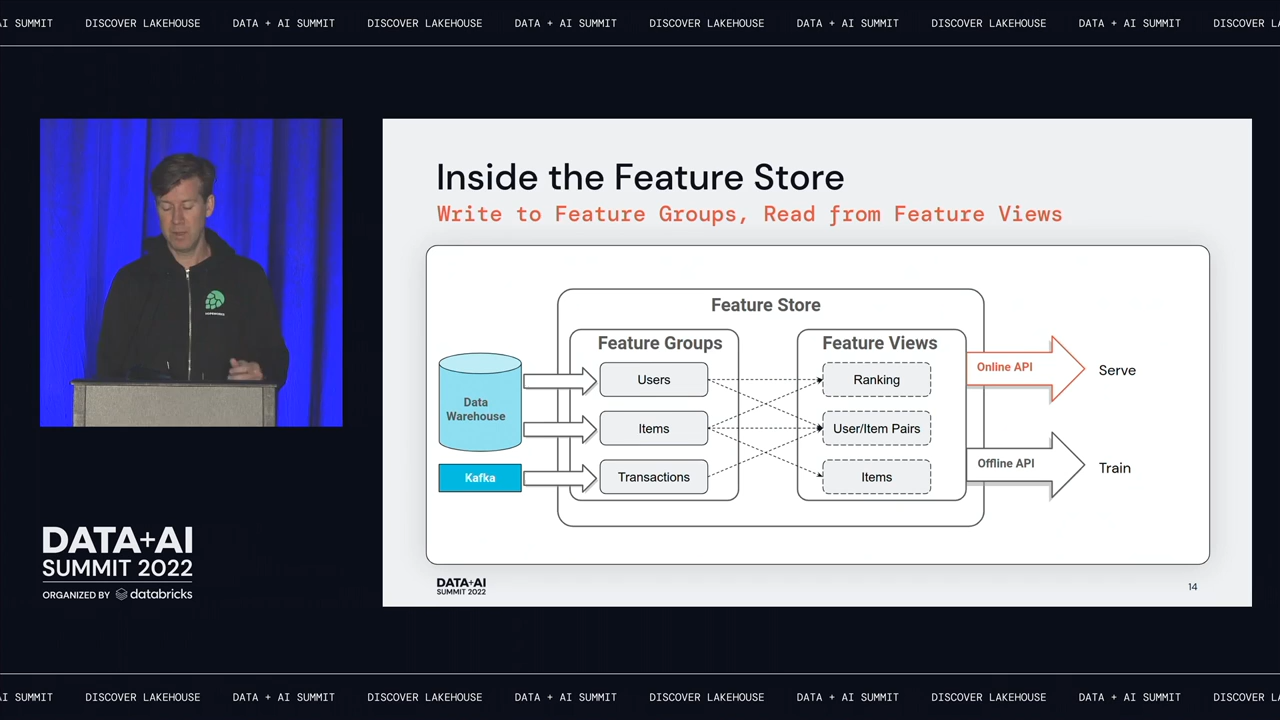 AI SUMMIT DISCOVER LAKEHOUSE DATA + AI SUMMIT DISCOVER LAKEHOUSE DATA + AI SUMMIT DISCOVER LAKEHOUSE DATA + AI SUMMIT DISCOVER LAKEHOUSE DATA + AI SUMMIT DISCOVER L
Inside the Feature Store
Write to Feature Groups, Read from Feature Views
Feature Store
Feature Groups
Feature Views
Data
Warehouse
Kafka
Users
Items
Transactions
Ranking
User/Item Pairs
Items
Online API
Serve
Offline API
Train
DATA+AI
SUMMIT 2022
14
DATA+AI
SUMMIT 2022
ORGANIZED BY databricks
AI SUMMIT DISCOVER LAKEHOUSE DATA + AI SUMMIT DISCOVER LAKEHOUSE DATA + AI SUMMIT DISCOVER LAKEHOUSE DATA + AI SUMMIT DISCOVER LAKEHOUSE DATA + AI SUMMIT DISCOVER L